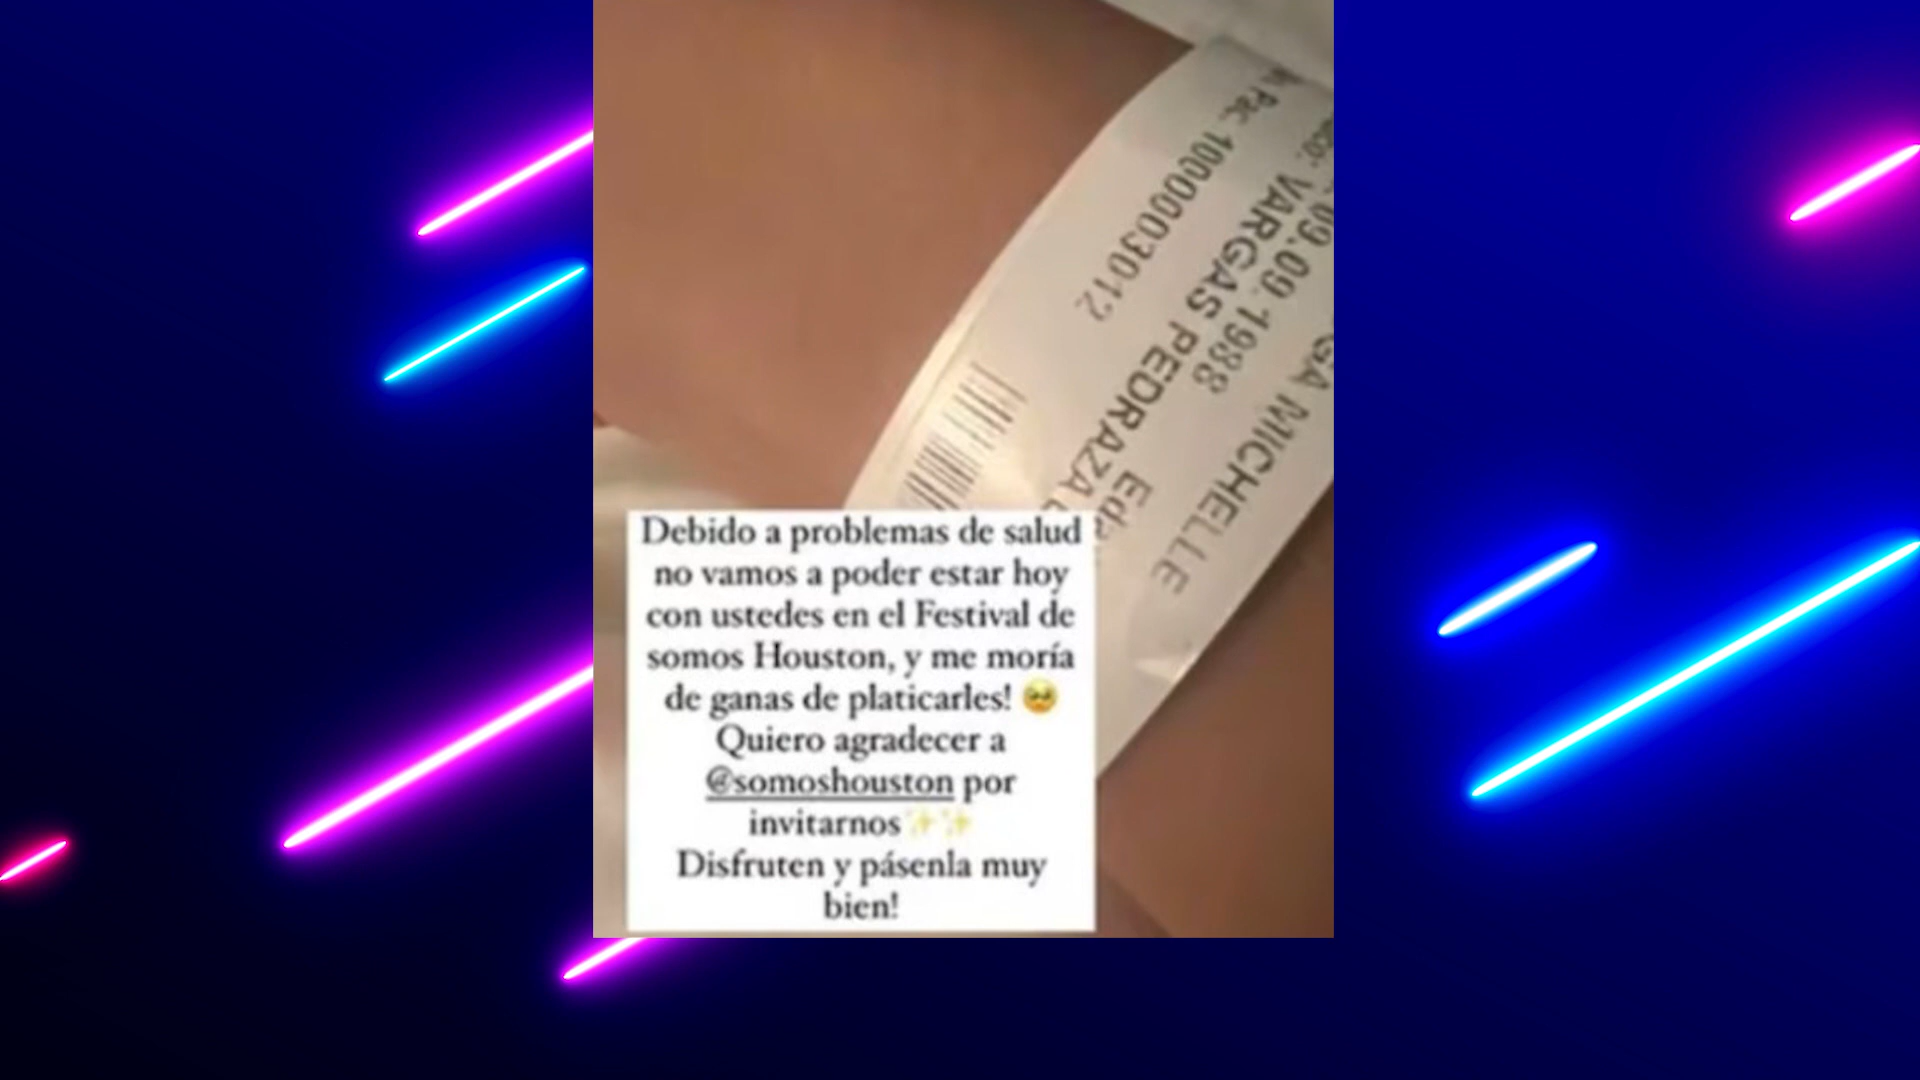 Pac. 1000003012
VARGAS PEDRAZA
09.09.1988
MICHELLE
Debido a problemas de salud
no vamos a poder estar hoy
con ustedes en el Festival de
somos Houston, y me moría
de ganas de platicarles! 🥺
Quiero agradecer a
@somoshouston por
invitarnos✨✨
Disfruten y pásenla muy
bien!